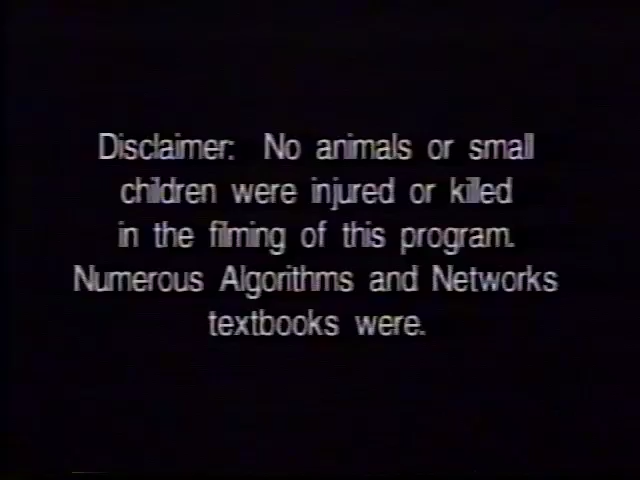 Disclaimer: No animals or small
children were injured or killed
in the filming of this program.
Numerous Algorithms and Networks
textbooks were.